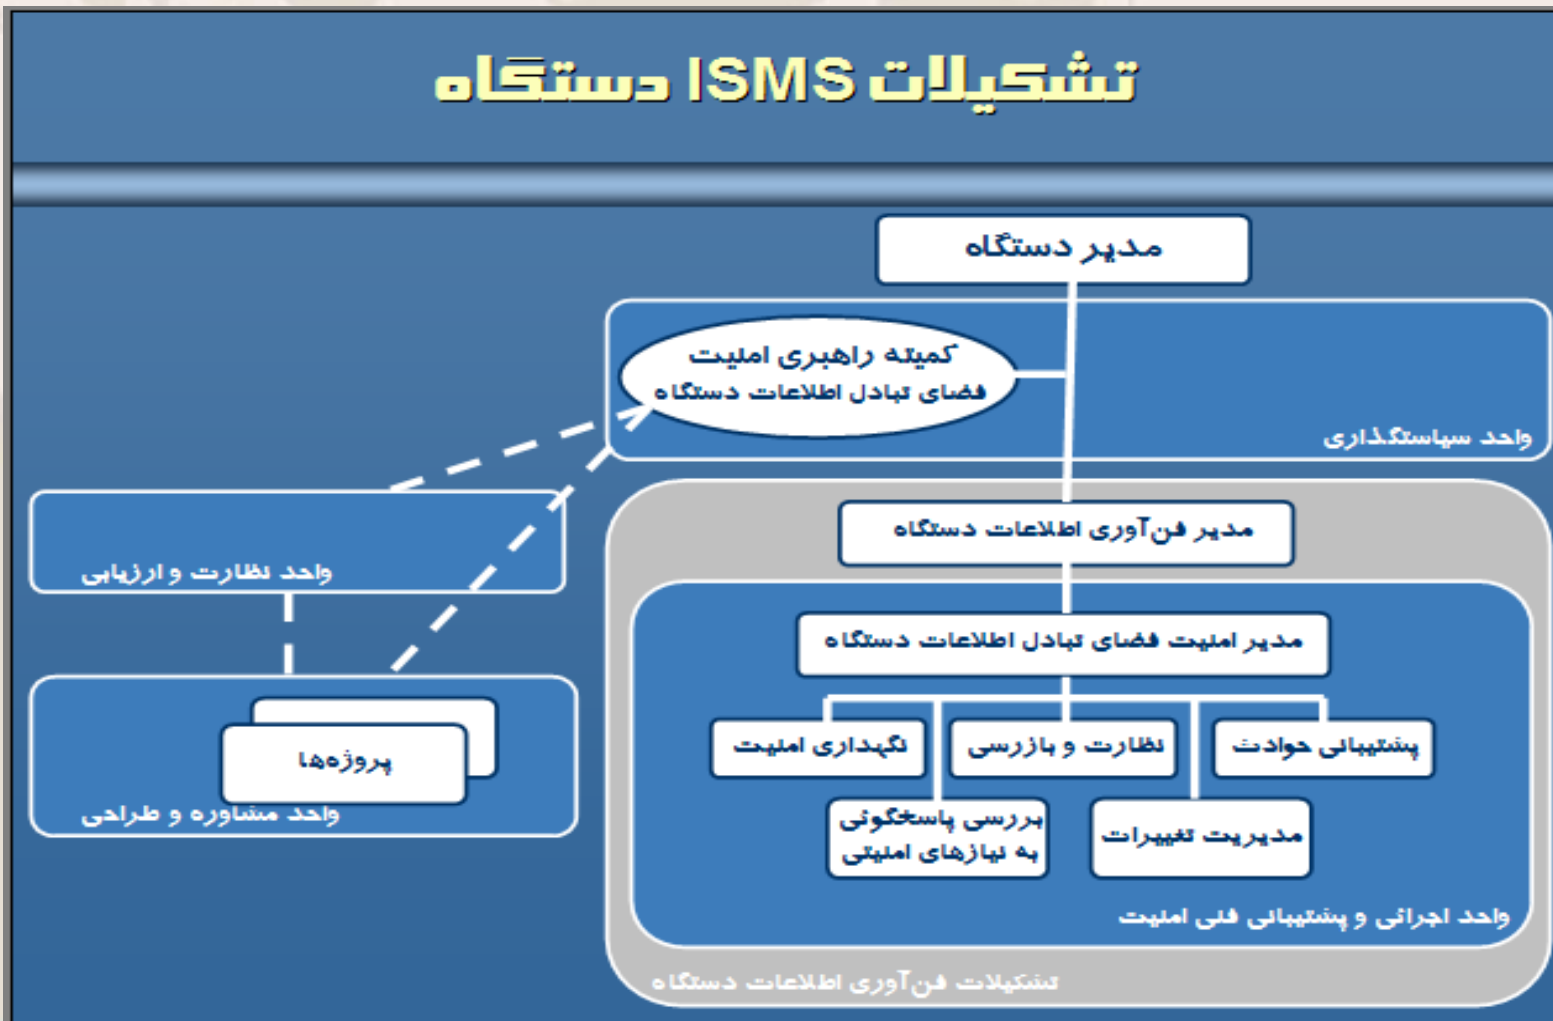 تشکیلات ISMS دستگاه
مدیر دستگاه
کمیته راهبری امنیت
فضای تبادل اطلاعات دستگاه
واحد سیاستگذاری
مدیر فن‌آوری اطلاعات دستگاه
واحد نظارت و ارزیابی
مدیر امنیت فضای تبادل اطلاعات دستگاه
پشتیبانی حوادث
نظارت و بازرسی
نگهداری امنیت
پروژه‌ها
واحد مشاوره و طراحی
مدیریت تغییرات
بررسی پاسخگوئی
به نیازهای امنیتی
واحد اجرائی و پشتیبانی فنی امنیت
تشکیلات فن‌آوری اطلاعات دستگاه